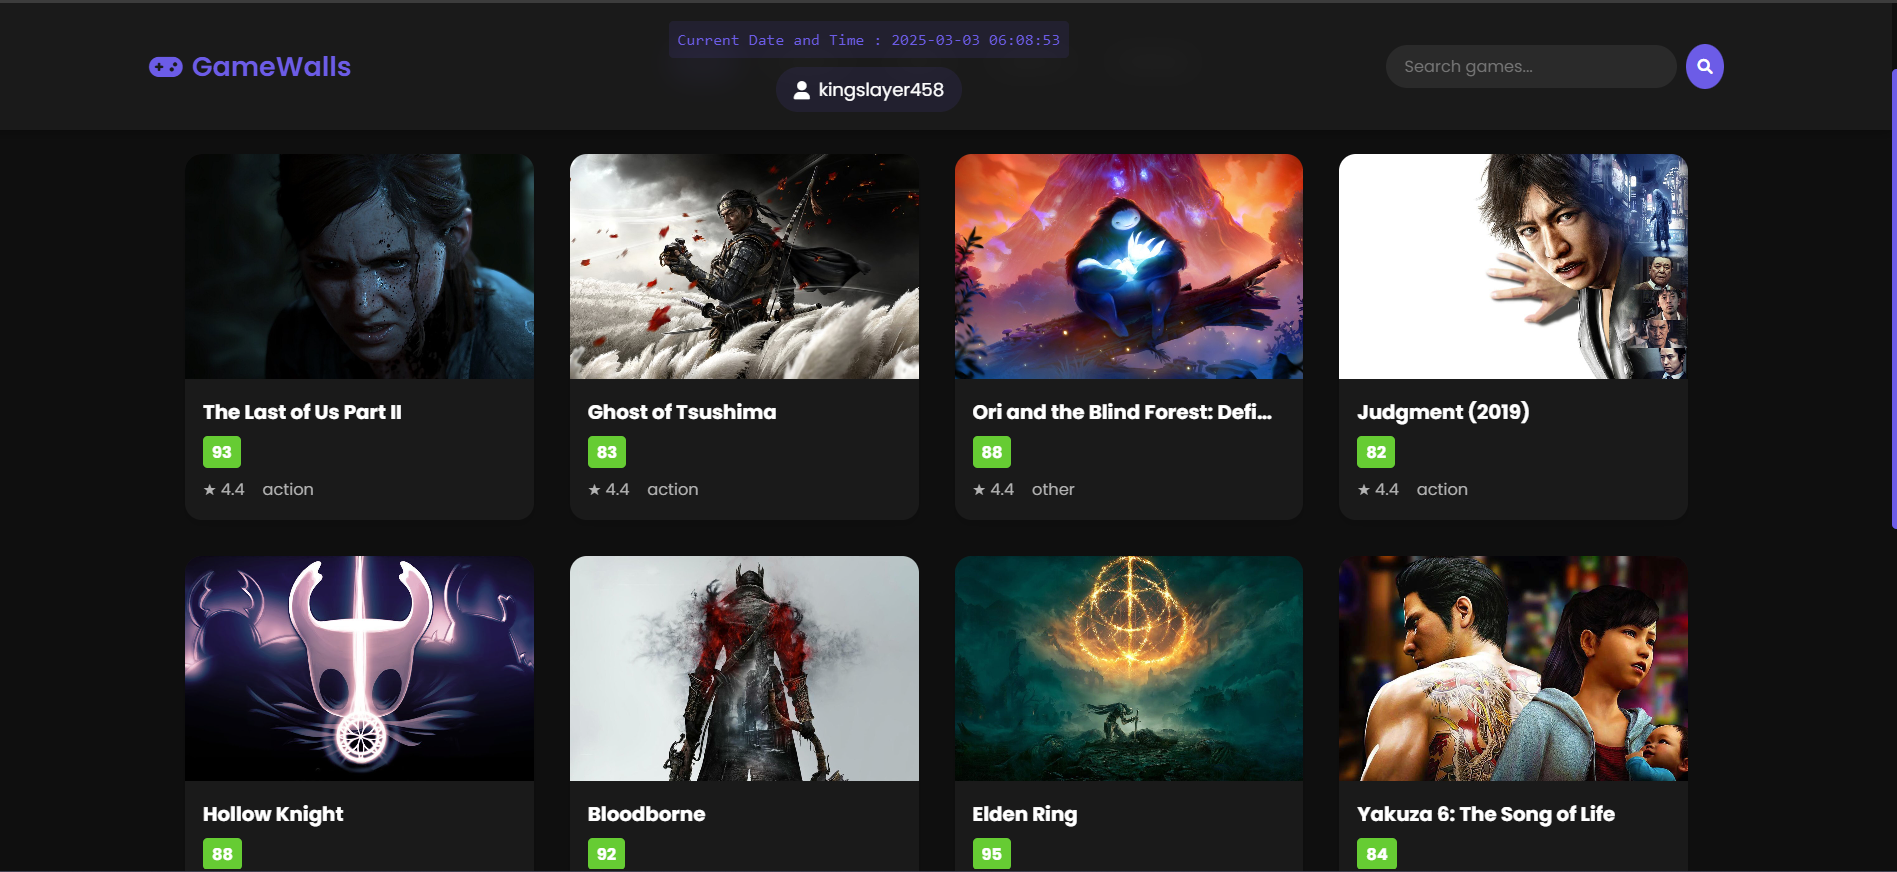 GameWalls
Current Date and Time : 2025-03-03 06:08:53
kingslayer458
Search games...
The Last of Us Part II
93
★ 4.4 action
Ghost of Tsushima
83
★ 4.4 action
Ori and the Blind Forest: Defi...
88
★ 4.4 other
Judgment (2019)
82
★ 4.4 action
Hollow Knight
88
Bloodborne
92
Elden Ring
95
Yakuza 6: The Song of Life
84